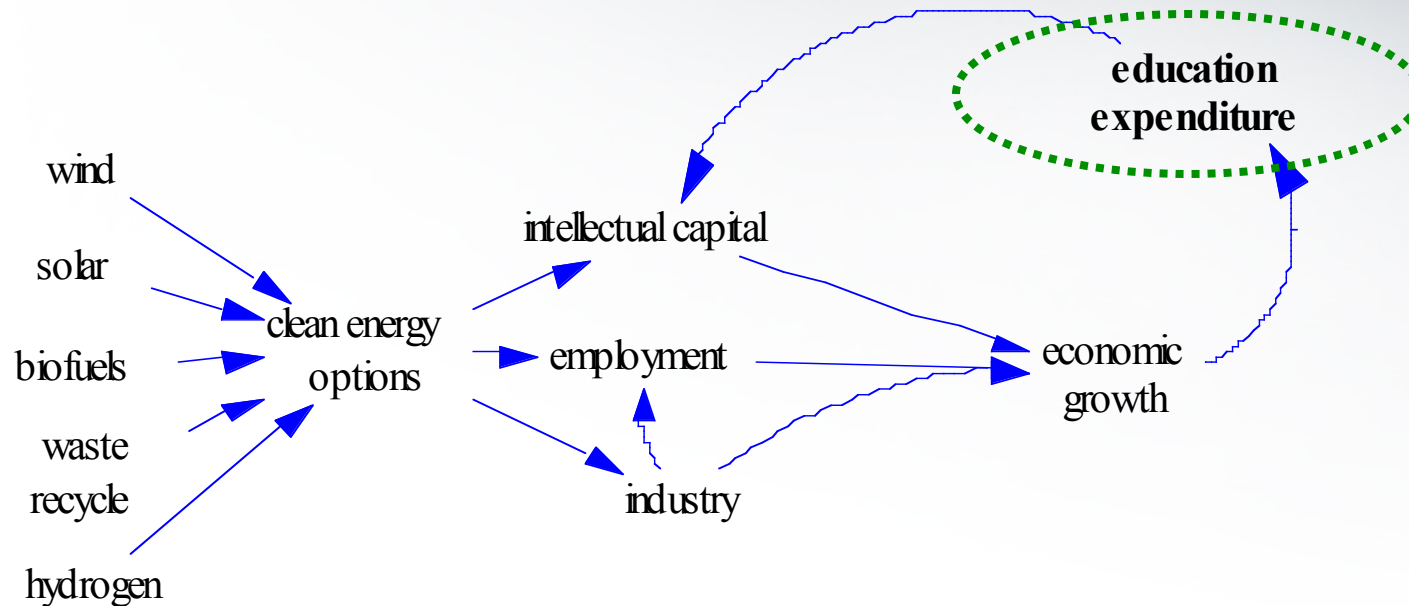 education
expenditure
wind
intellectual capital
solar
clean energy
options
biofuels
employment
economic
growth
waste
recycle
industry
hydrogen